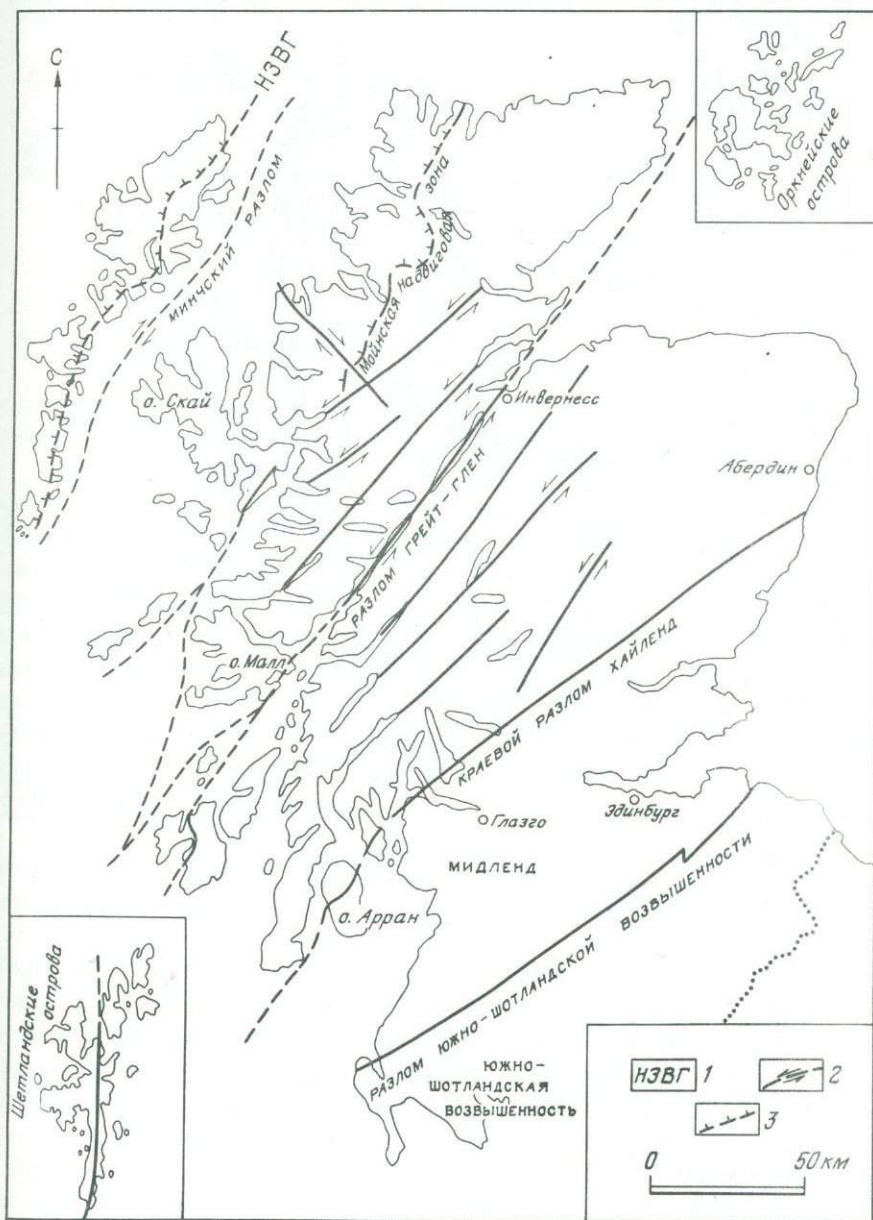 С
НЗВГ
МИНЧСКИЙ РАЗЛОМ
Мойнская надвиговая зона
Оркнейские
острова
о. Скай
Инвернесс
Абердин
РАЗЛОМ ГРЕЙТ-ГЛЕН
о. Малл
КРАЕВОЙ РАЗЛОМ ХАЙЛЕНД
Глазго
Эдинбург
МИДЛЕНД
о. Арран
РАЗЛОМ ЮЖНО-ШОТЛАНДСКОЙ ВОЗВЫШЕННОСТИ
ЮЖНО-
ШОТЛАНДСКАЯ
ВОЗВЫШЕННОСТЬ
Шетландские
острова
НЗВГ 1
2
3
0 50 км